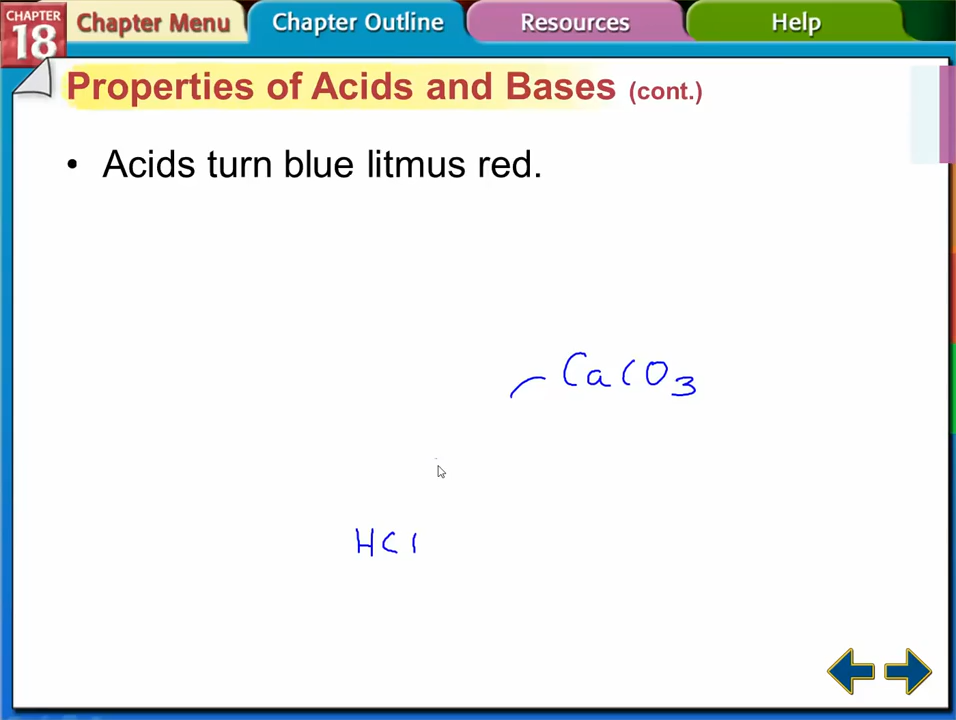 CHAPTER
18
Chapter Menu
Chapter Outline
Resources
Help
Properties of Acids and Bases (cont.)
• Acids turn blue litmus red.
CaCO3
HCl